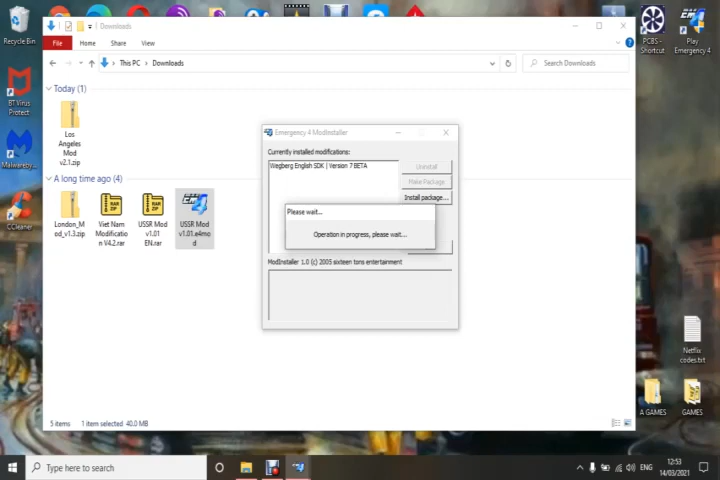 Downloads
File
Home
Share
View
This PC
Downloads
Search Downloads
Today (1)
Los
Angeles
Mod
v2.1.zip
A long time ago (4)
London_M
od_v1.3.zip
Viet Nam
Modificatio
n V4.2.rar
USSR Mod
v1.01
EN.rar
USSR Mod
v1.01.e4mo
d
5 items
1 item selected 40.0 MB
Emergency 4 ModInstaller
Currently installed modifications:
Wegberg English SDK | Version 7 BETA
Uninstall
Make Package
Install package...
Please wait...
Operation in progress, please wait...
ModInstaller 1.0 (c) 2005 sixteen tons entertainment
Recycle Bin
BT Virus
Protect
Malwareby...
CCleaner
PCBS -
Shortcut
Play
Emergency 4
Netflix
codes.txt
A GAMES
GAMES
Type here to search
ENG
12:53
14/03/2021